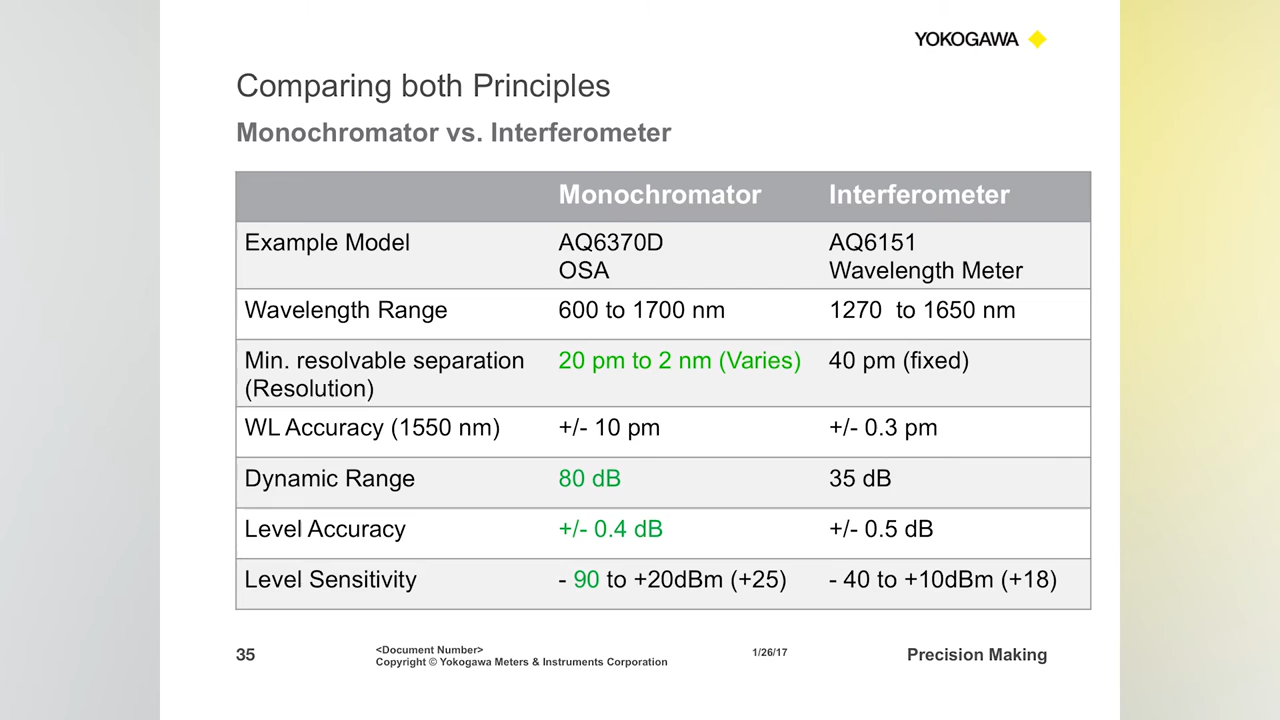 YOKOGAWA
Comparing both Principles
Monochromator vs. Interferometer
Monochromator Interferometer
Example Model AQ6370D AQ6151
OSA Wavelength Meter
Wavelength Range 600 to 1700 nm 1270 to 1650 nm
Min. resolvable separation 20 pm to 2 nm (Varies) 40 pm (fixed)
(Resolution)
WL Accuracy (1550 nm) +/- 10 pm +/- 0.3 pm
Dynamic Range 80 dB 35 dB
Level Accuracy +/- 0.4 dB +/- 0.5 dB
Level Sensitivity - 90 to +20dBm (+25) - 40 to +10dBm (+18)
35 <Document Number> 1/26/17 Precision Making
Copyright © Yokogawa Meters & Instruments Corporation